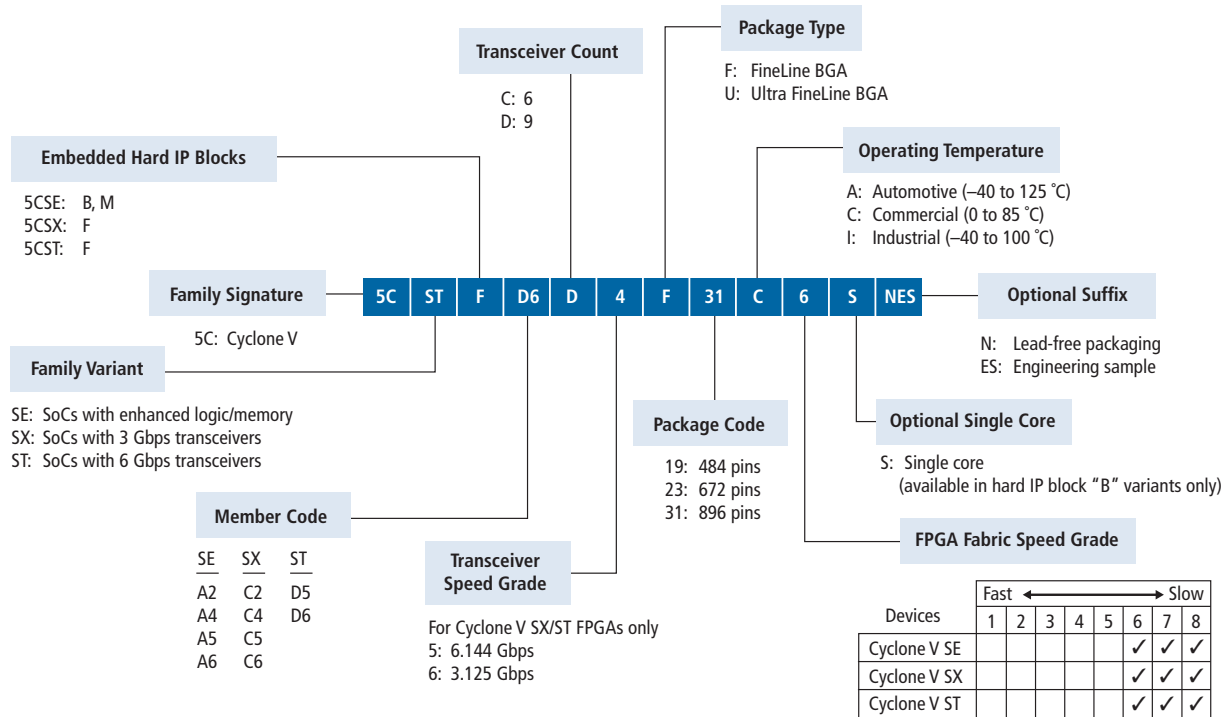 Package Type
F: FineLine BGA
U: Ultra FineLine BGA
Transceiver Count
C: 6
D: 9
Embedded Hard IP Blocks
5CSE: B, M
5CSX: F
5CST: F
Operating Temperature
A: Automotive (–40 to 125 ˚C)
C: Commercial (0 to 85 ˚C)
I: Industrial (–40 to 100 ˚C)
Family Signature
5C: Cyclone V
5C ST F D6 D 4 F 31 C 6 S NES
Optional Suffix
N: Lead-free packaging
ES: Engineering sample
Family Variant
SE: SoCs with enhanced logic/memory
SX: SoCs with 3 Gbps transceivers
ST: SoCs with 6 Gbps transceivers
Package Code
19: 484 pins
23: 672 pins
31: 896 pins
Optional Single Core
S: Single core
(available in hard IP block "B" variants only)
Member Code
SE SX ST
A2 C2 D5
A4 C4 D6
A5 C5
A6 C6
Transceiver
Speed Grade
For Cyclone V SX/ST FPGAs only
5: 6.144 Gbps
6: 3.125 Gbps
FPGA Fabric Speed Grade
Fast Slow
Devices 1 2 3 4 5 6 7 8
Cyclone V SE ✓ ✓ ✓
Cyclone V SX ✓ ✓ ✓
Cyclone V ST ✓ ✓ ✓